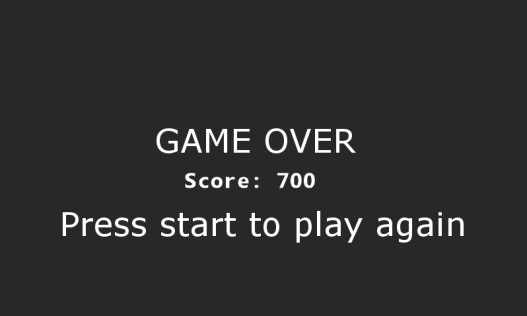 GAME OVER
Score: 700
Press start to play again